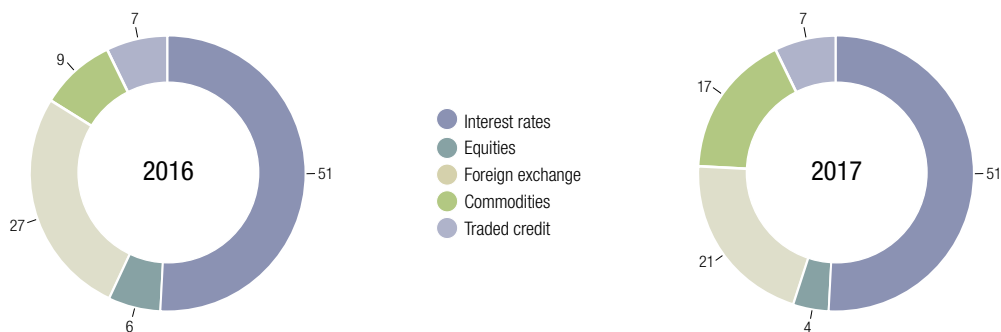 7
9
2016
51
27
6
Interest rates
Equities
Foreign exchange
Commodities
Traded credit
7
17
2017
51
21
4